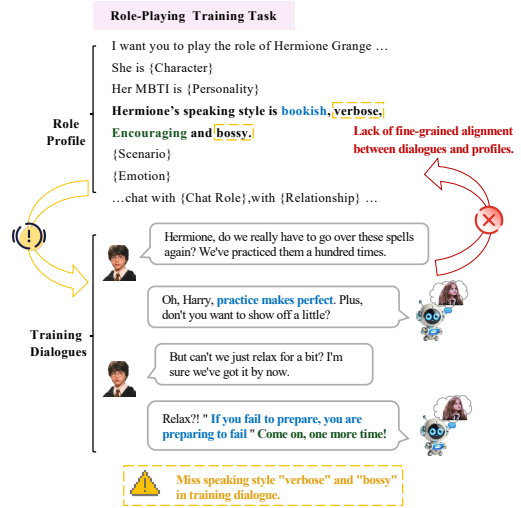 Role-Playing Training Task
I want you to play the role of Hermione Grange …
She is {Character}
Her MBTI is {Personality}
Hermione's speaking style is bookish, verbose,
Encouraging and bossy.
{Scenario}
{Emotion}
…chat with {Chat Role},with {Relationship} …
Role
Profile
Lack of fine-grained alignment
between dialogues and profiles.
Training
Dialogues
Hermione, do we really have to go over these spells
again? We've practiced them a hundred times.
Oh, Harry, practice makes perfect. Plus,
don't you want to show off a little?
But can't we just relax for a bit? I'm
sure we've got it by now.
Relax?! " If you fail to prepare, you are
preparing to fail " Come on, one more time!
Miss speaking style "verbose" and "bossy"
in training dialogue.